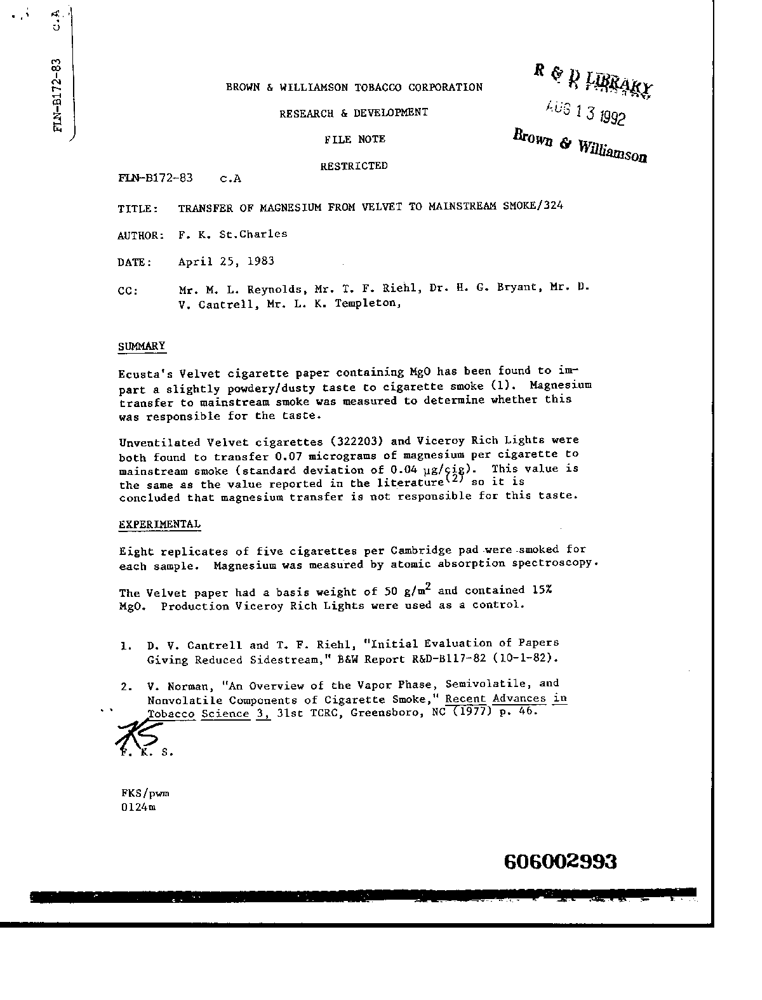 FLN-B172-83 c.A
R & D LIBRARY
AUG 13 1992
Brown & Williamson
BROWN & WILLIAMSON TOBACCO CORPORATION
RESEARCH & DEVELOPMENT
FILE NOTE
RESTRICTED
FLN-B172-83 c.A
TITLE: TRANSFER OF MAGNESIUM FROM VELVET TO MAINSTREAM SMOKE/324
AUTHOR: F. K. St.Charles
DATE: April 25, 1983
CC: Mr. M. L. Reynolds, Mr. T. F. Riehl, Dr. H. G. Bryant, Mr. D.
V. Cantrell, Mr. L. K. Templeton,
SUMMARY
Ecusta's Velvet cigarette paper containing MgO has been found to im-
part a slightly powdery/dusty taste to cigarette smoke (1). Magnesium
transfer to mainstream smoke was measured to determine whether this
was responsible for the taste.
Unventilated Velvet cigarettes (322203) and Viceroy Rich Lights were
both found to transfer 0.07 micrograms of magnesium per cigarette to
mainstream smoke (standard deviation of 0.04 µg/cig). This value is
the same as the value reported in the literature(2) so it is
concluded that magnesium transfer is not responsible for this taste.
EXPERIMENTAL
Eight replicates of five cigarettes per Cambridge pad were smoked for
each sample. Magnesium was measured by atomic absorption spectroscopy.
The Velvet paper had a basis weight of 50 g/m² and contained 15%
MgO. Production Viceroy Rich Lights were used as a control.
1. D. V. Cantrell and T. F. Riehl, "Initial Evaluation of Papers
Giving Reduced Sidestream," B&W Report R&D-B117-82 (10-1-82).
2. V. Norman, "An Overview of the Vapor Phase, Semivolatile, and
Nonvolatile Components of Cigarette Smoke," Recent Advances in
Tobacco Science 3, 31st TCRC, Greensboro, NC (1977) p. 46.
KS
F. K. S.
FKS/pwm
0124m
606002993